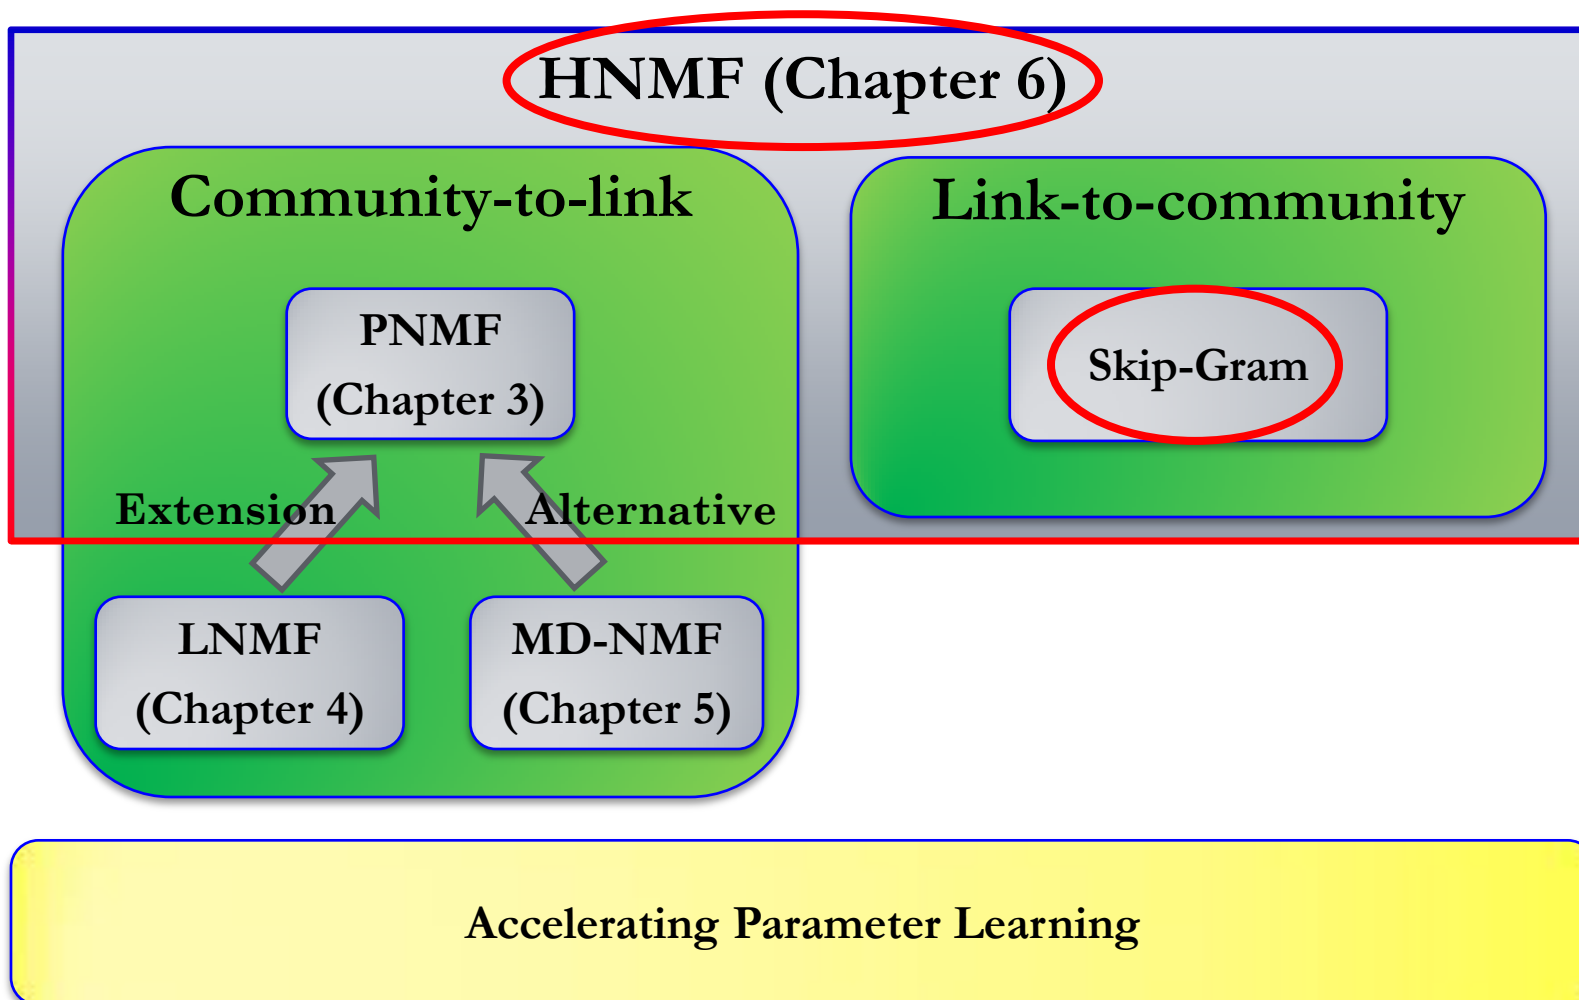 HNMF (Chapter 6)
Community-to-link
Link-to-community
PNMF
(Chapter 3)
Skip-Gram
Extension
Alternative
LNMF
(Chapter 4)
MD-NMF
(Chapter 5)
Accelerating Parameter Learning